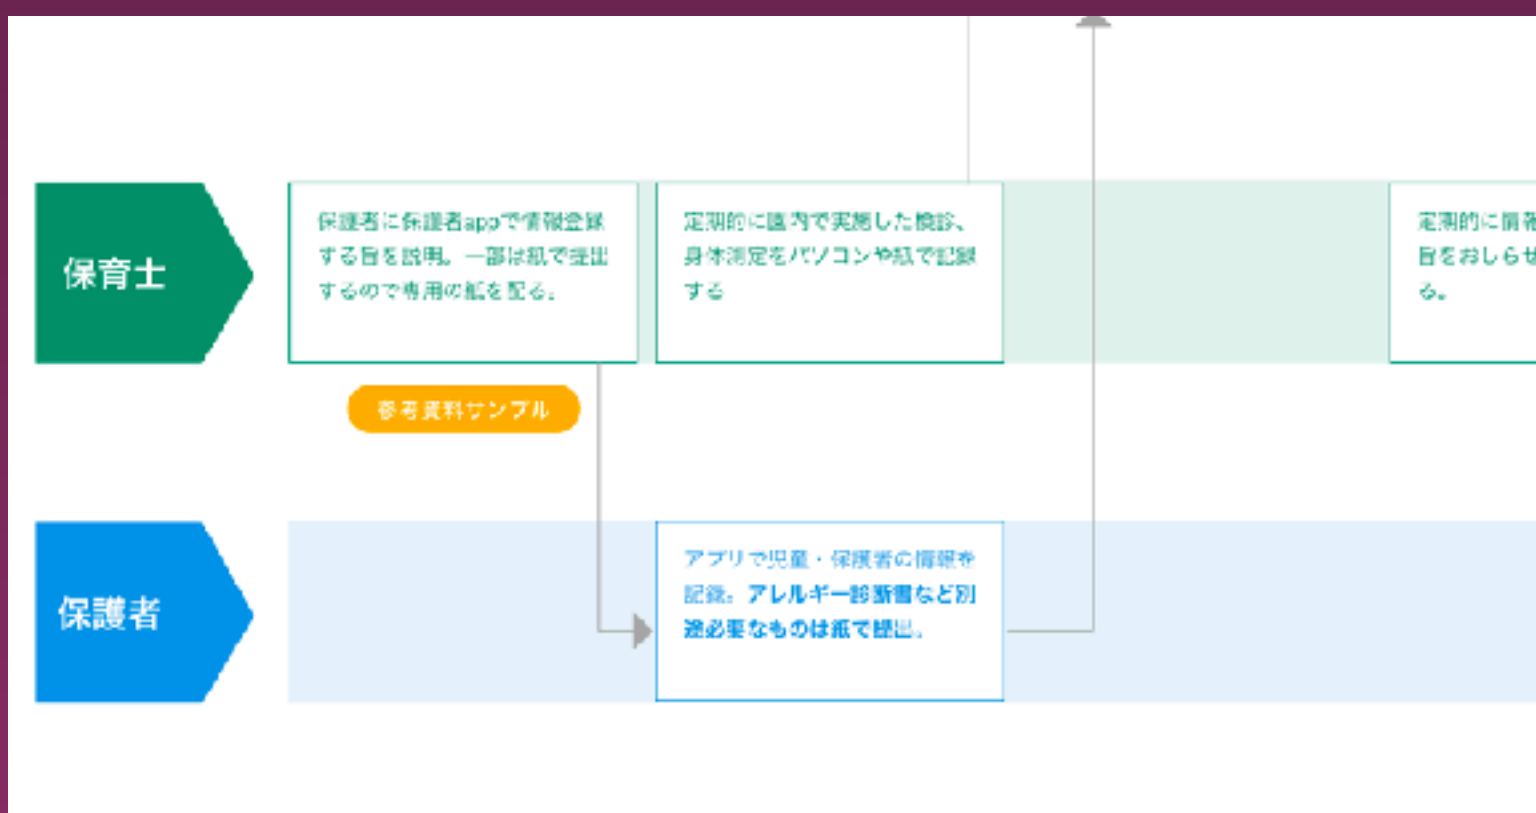 保育士
保護者に保護者appで情報登録
する旨を説明。一部は紙で提出
するので専用の紙を配る。
定期的に園内で実施した検診、
身体測定をパソコンや紙で記録
する
定期的に情報
旨をおしらせ
る。
参考資料サンプル
保護者
アプリで児童・保護者の情報を
記録。アレルギー診断書など別
途必要なものは紙で提出。